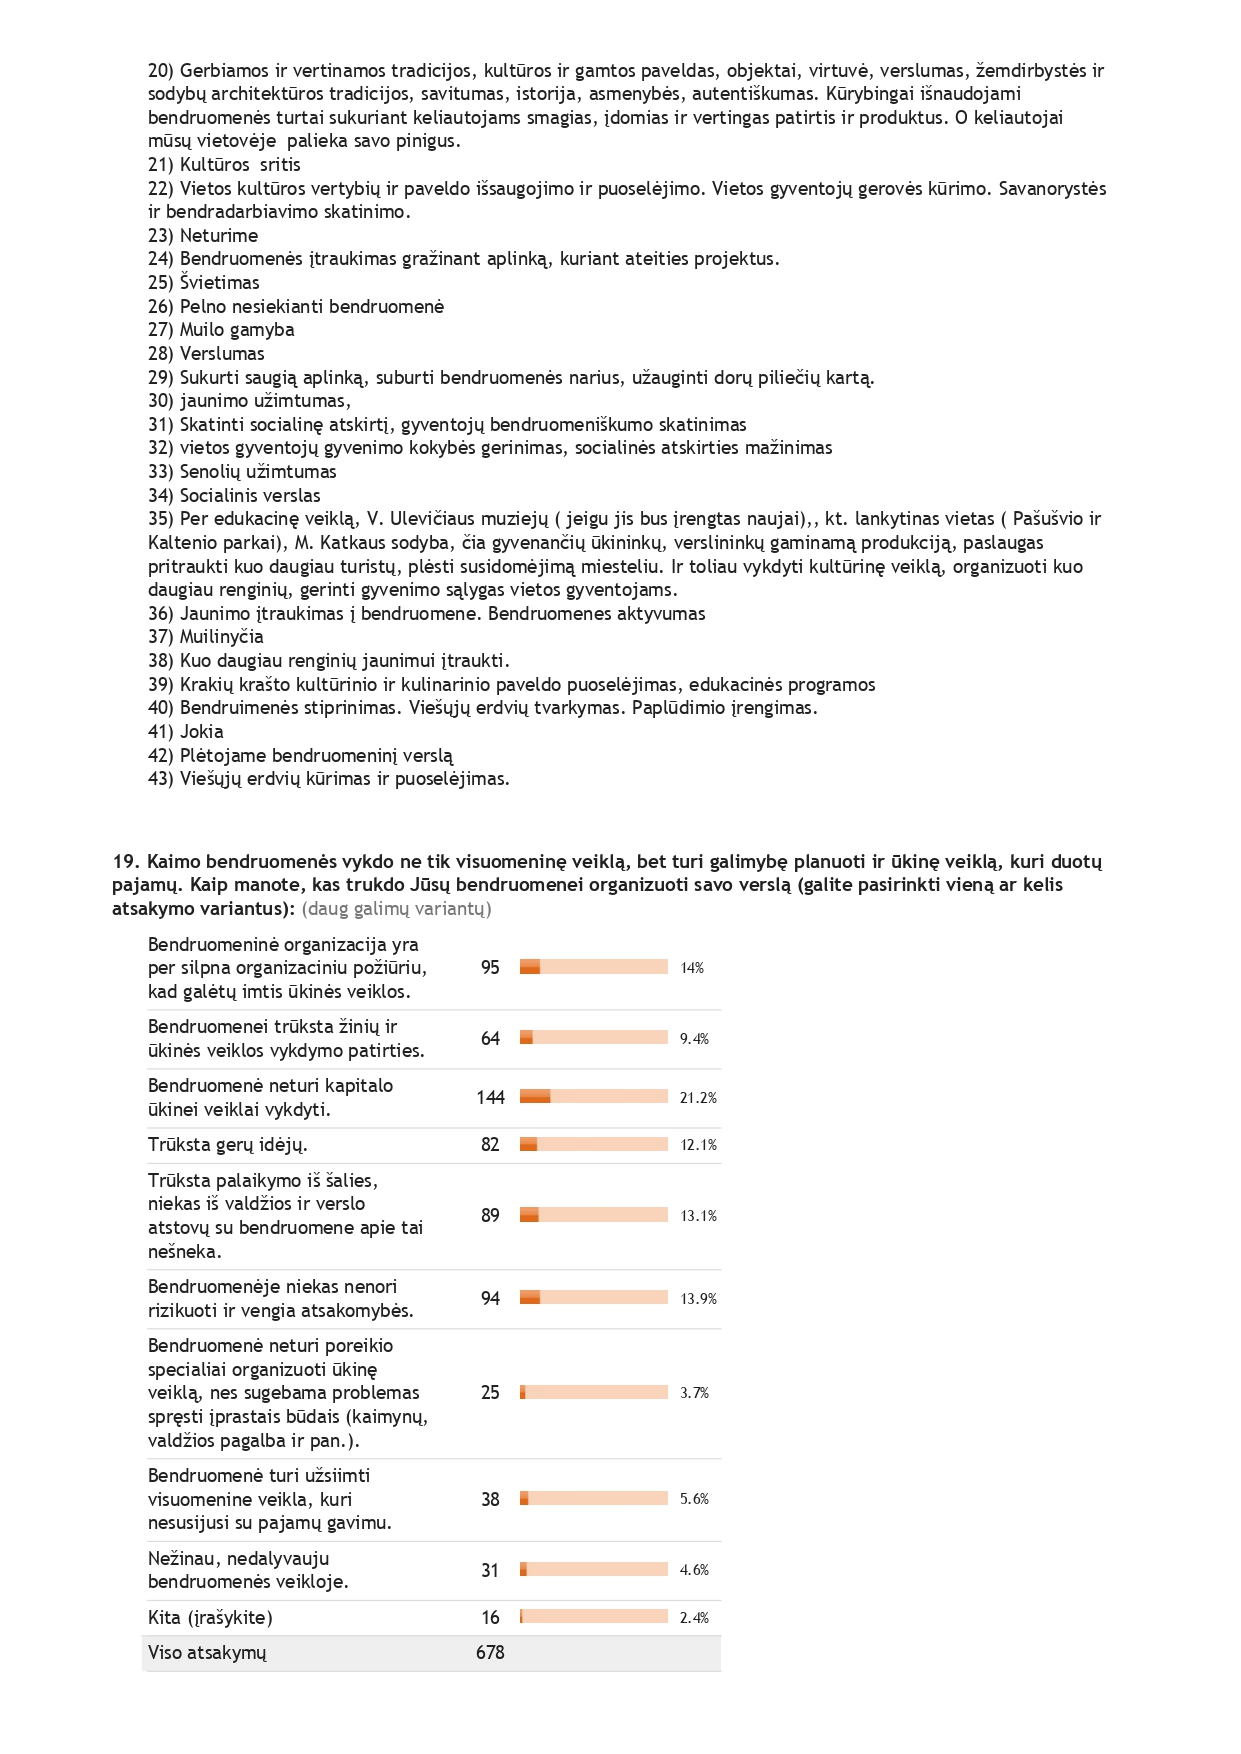 20) Gerbiamos ir vertinamos tradicijos, kultūros ir gamtos paveldas, objektai, virtuvė, verslumas, žemdirbystės ir
sodybų architektūros tradicijos, savitumas, istorija, asmenybės, autentiškumas. Kūrybingai išnaudojami
bendruomenės turtai sukuriant keliautojams smagias, įdomias ir vertingas patirtis ir produktus. O keliautojai
mūsų vietovėje  palieka savo pinigus.
21) Kultūros  sritis
22) Vietos kultūros vertybių ir paveldo išsaugojimo ir puoselėjimo. Vietos gyventojų gerovės kūrimo. Savanorystės
ir bendradarbiavimo skatinimo.
23) Neturime
24) Bendruomenės įtraukimas gražinant aplinką, kuriant ateities projektus.
25) Švietimas
26) Pelno nesiekianti bendruomenė
27) Muilo gamyba
28) Verslumas
29) Sukurti saugią aplinką, suburti bendruomenės narius, užauginti dorų piliečių kartą.
30) jaunimo užimtumas,
31) Skatinti socialinę atskirtį, gyventojų bendruomeniškumo skatinimas
32) vietos gyventojų gyvenimo kokybės gerinimas, socialinės atskirties mažinimas
33) Senolių užimtumas
34) Socialinis verslas
35) Per edukacinę veiklą, V. Ulevičiaus muziejų ( jeigu jis bus įrengtas naujai),, kt. lankytinas vietas ( Pašušvio ir
Kaltenio parkai), M. Katkaus sodyba, čia gyvenančių ūkininkų, verslininkų gaminamą produkciją, paslaugas
pritraukti kuo daugiau turistų, plėsti susidomėjimą miesteliu. Ir toliau vykdyti kultūrinę veiklą, organizuoti kuo
daugiau renginių, gerinti gyvenimo sąlygas vietos gyventojams.
36) Jaunimo įtraukimas į bendruomene. Bendruomenes aktyvumas
37) Muilinyčia
38) Kuo daugiau renginių jaunimui įtraukti.
39) Krakių krašto kultūrinio ir kulinarinio paveldo puoselėjimas, edukacinės programos
40) Bendruimenės stiprinimas. Viešųjų erdvių tvarkymas. Paplūdimio įrengimas.
41) Jokia
42) Plėtojame bendruomeninį verslą
43) Viešųjų erdvių kūrimas ir puoselėjimas.
19. Kaimo bendruomenės vykdo ne tik visuomeninę veiklą, bet turi galimybę planuoti ir ūkinę veiklą, kuri duotų
pajamų. Kaip manote, kas trukdo Jūsų bendruomenei organizuoti savo verslą (galite pasirinkti vieną ar kelis
atsakymo variantus): (daug galimų variantų)
Bendruomeninė organizacija yra
per silpna organizaciniu požiūriu,
kad galėtų imtis ūkinės veiklos.
95 14%
Bendruomenei trūksta žinių ir
ūkinės veiklos vykdymo patirties.
64 9.4%
Bendruomenė neturi kapitalo
ūkinei veiklai vykdyti.
144 21.2%
Trūksta gerų idėjų. 82 12.1%
Trūksta palaikymo iš šalies,
niekas iš valdžios ir verslo
atstovų su bendruomene apie tai
nešneka.
89 13.1%
Bendruomenėje niekas nenori
rizikuoti ir vengia atsakomybės.
94 13.9%
Bendruomenė neturi poreikio
specialiai organizuoti ūkinę
veiklą, nes sugebama problemas
spręsti įprastais būdais (kaimynų,
valdžios pagalba ir pan.).
25 3.7%
Bendruomenė turi užsiimti
visuomenine veikla, kuri
nesusijusi su pajamų gavimu.
38 5.6%
Nežinau, nedalyvauju
bendruomenės veikloje.
31 4.6%
Kita (įrašykite) 16 2.4%
Viso atsakymų 678